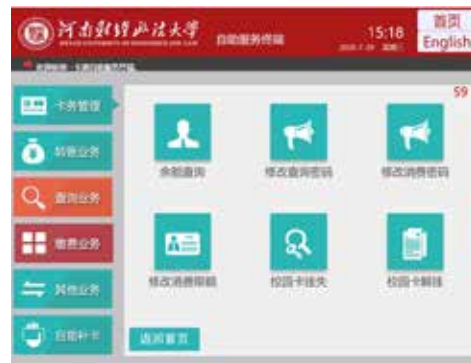 河南财经政法大学
自助服务终端
15:18
首页
English
59
卡务管理
转账业务
查询业务
缴费业务
其他业务
自助补卡
余额查询
修改查询密码
修改消费密码
修改消费限额
校园卡挂失
校园卡解挂
返回首页